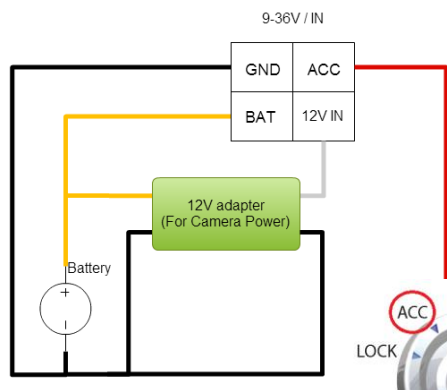 9-36V / IN
GND
ACC
BAT
12V IN
12V adapter
(For Camera Power)
Battery
+
-
ACC
LOCK